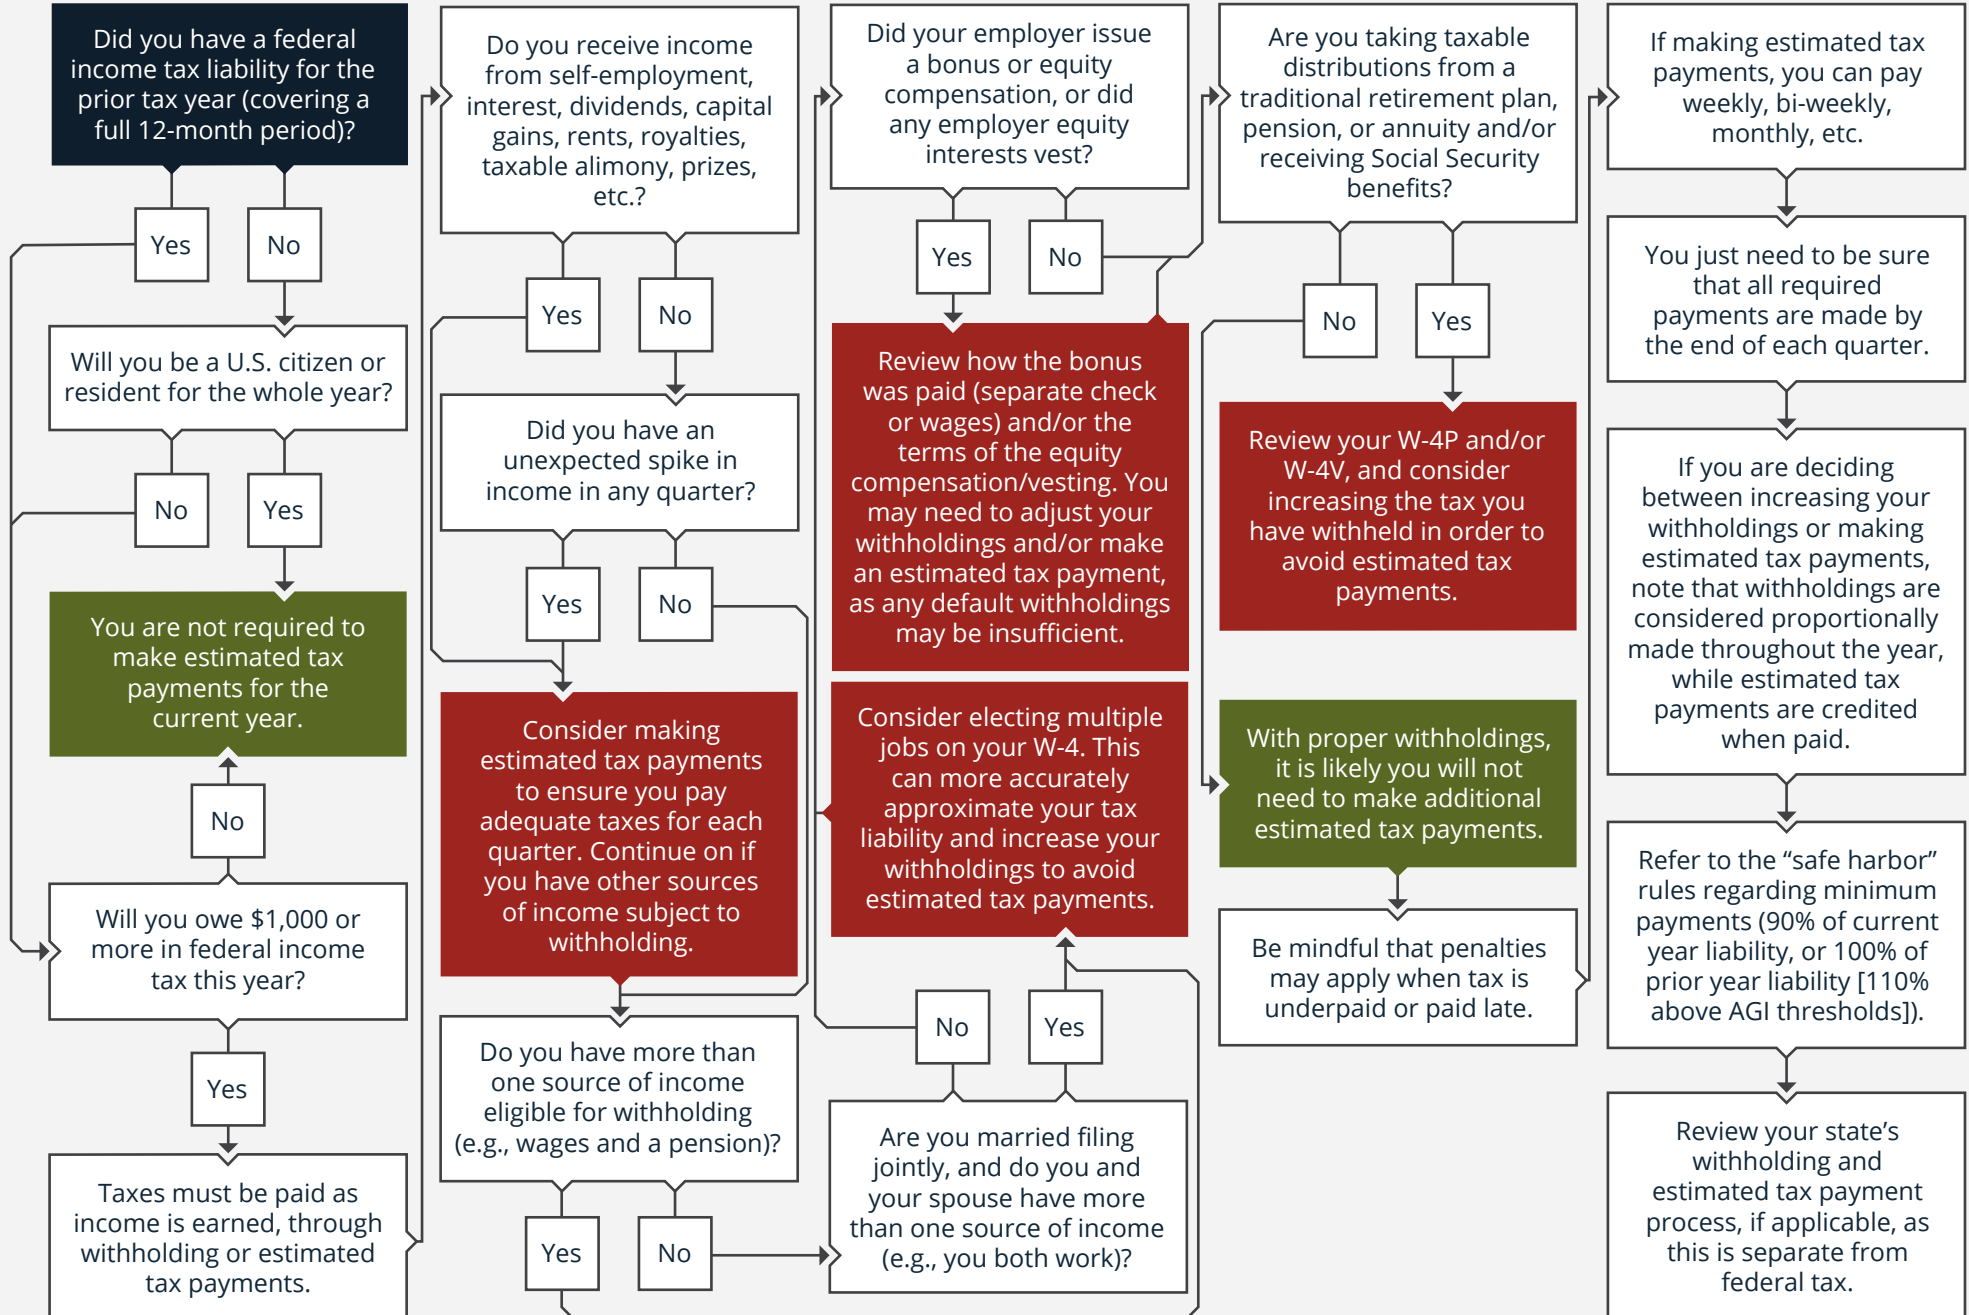 Did you have a federal
income tax liability for the
prior tax year (covering a
full 12-month period)?
Yes
No
Will you be a U.S. citizen or
resident for the whole year?
No
Yes
You are not required to
make estimated tax
payments for the
current year.
No
Will you owe $1,000 or
more in federal income
tax this year?
Yes
Taxes must be paid as
income is earned, through
withholding or estimated
tax payments.
Do you receive income
from self-employment,
interest, dividends, capital
gains, rents, royalties,
taxable alimony, prizes,
etc.?
Yes
No
Did you have an
unexpected spike in
income in any quarter?
Yes
No
Consider making
estimated tax payments
to ensure you pay
adequate taxes for each
quarter. Continue on if
you have other sources
of income subject to
withholding.
Do you have more than
one source of income
eligible for withholding
(e.g., wages and a pension)?
Yes
No
Did your employer issue
a bonus or equity
compensation, or did
any employer equity
interests vest?
Yes
No
Review how the bonus
was paid (separate check
or wages) and/or the
terms of the equity
compensation/vesting. You
may need to adjust your
withholdings and/or make
an estimated tax payment,
as any default withholdings
may be insufficient.
Consider electing multiple
jobs on your W-4. This
can more accurately
approximate your tax
liability and increase your
withholdings to avoid
estimated tax payments.
No
Yes
Are you married filing
jointly, and do you and
your spouse have more
than one source of income
(e.g., you both work)?
Are you taking taxable
distributions from a
traditional retirement plan,
pension, or annuity and/or
receiving Social Security
benefits?
No
Yes
Review your W-4P and/or
W-4V, and consider
increasing the tax you
have withheld in order to
avoid estimated tax
payments.
With proper withholdings,
it is likely you will not
need to make additional
estimated tax payments.
Be mindful that penalties
may apply when tax is
underpaid or paid late.
If making estimated tax
payments, you can pay
weekly, bi-weekly,
monthly, etc.
You just need to be sure
that all required
payments are made by
the end of each quarter.
If you are deciding
between increasing your
withholdings or making
estimated tax payments,
note that withholdings are
considered proportionally
made throughout the year,
while estimated tax
payments are credited
when paid.
Refer to the “safe harbor”
rules regarding minimum
payments (90% of current
year liability, or 100% of
prior year liability [110%
above AGI thresholds]).
Review your state’s
withholding and
estimated tax payment
process, if applicable, as
this is separate from
federal tax.